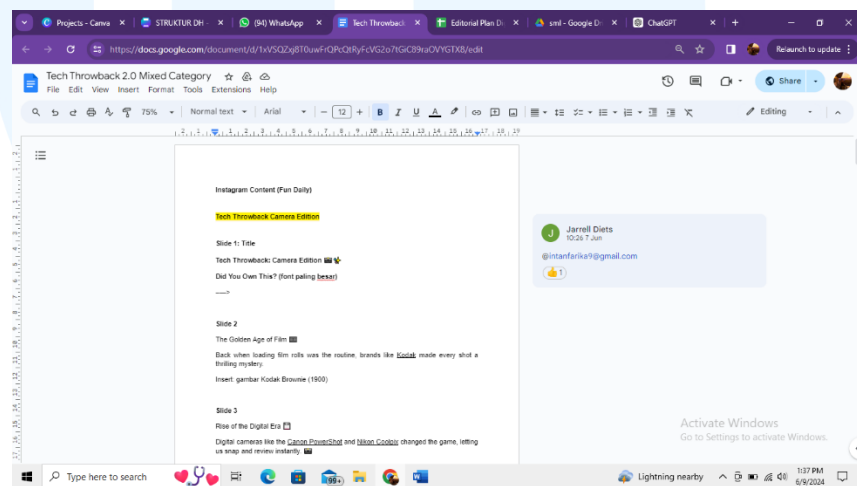 Projects - Canva
STRUKTUR DH -
(94) WhatsApp
Tech Throwback
Editorial Plan D
sml - Google D
ChatGPT
https://docs.google.com/document/d/
/edit
Relaunch to update
Tech Throwback 2.0 Mixed Category
File Edit View Insert Format Tools Extensions Help
Share
75%
Normal text
Arial
12
B I U A
Editing
Instagram Content (Fun Daily)
Tech Throwback Camera Edition
Slide 1: Title
Tech Throwback: Camera Edition 📼✨
Did You Own This? (font paling besar)
---->
Slide 2
The Golden Age of Film 🎞
Back when loading film rolls was the routine, brands like Kodak made every shot a
thrilling mystery.
Insert: gambar Kodak Brownie (1900)
Slide 3
Rise of the Digital Era
Digital cameras like the Canon PowerShot and Nikon Coolpix changed the game, letting
us snap and review instantly. 📼
J
Jarrell Diets
10:26 7 Jun
@intanfarika9@gmail.com
👍 1
Activate Windows
Go to Settings to activate Windows.
Type here to search
99+
Lightning nearby
1:37 PM
6/9/2024